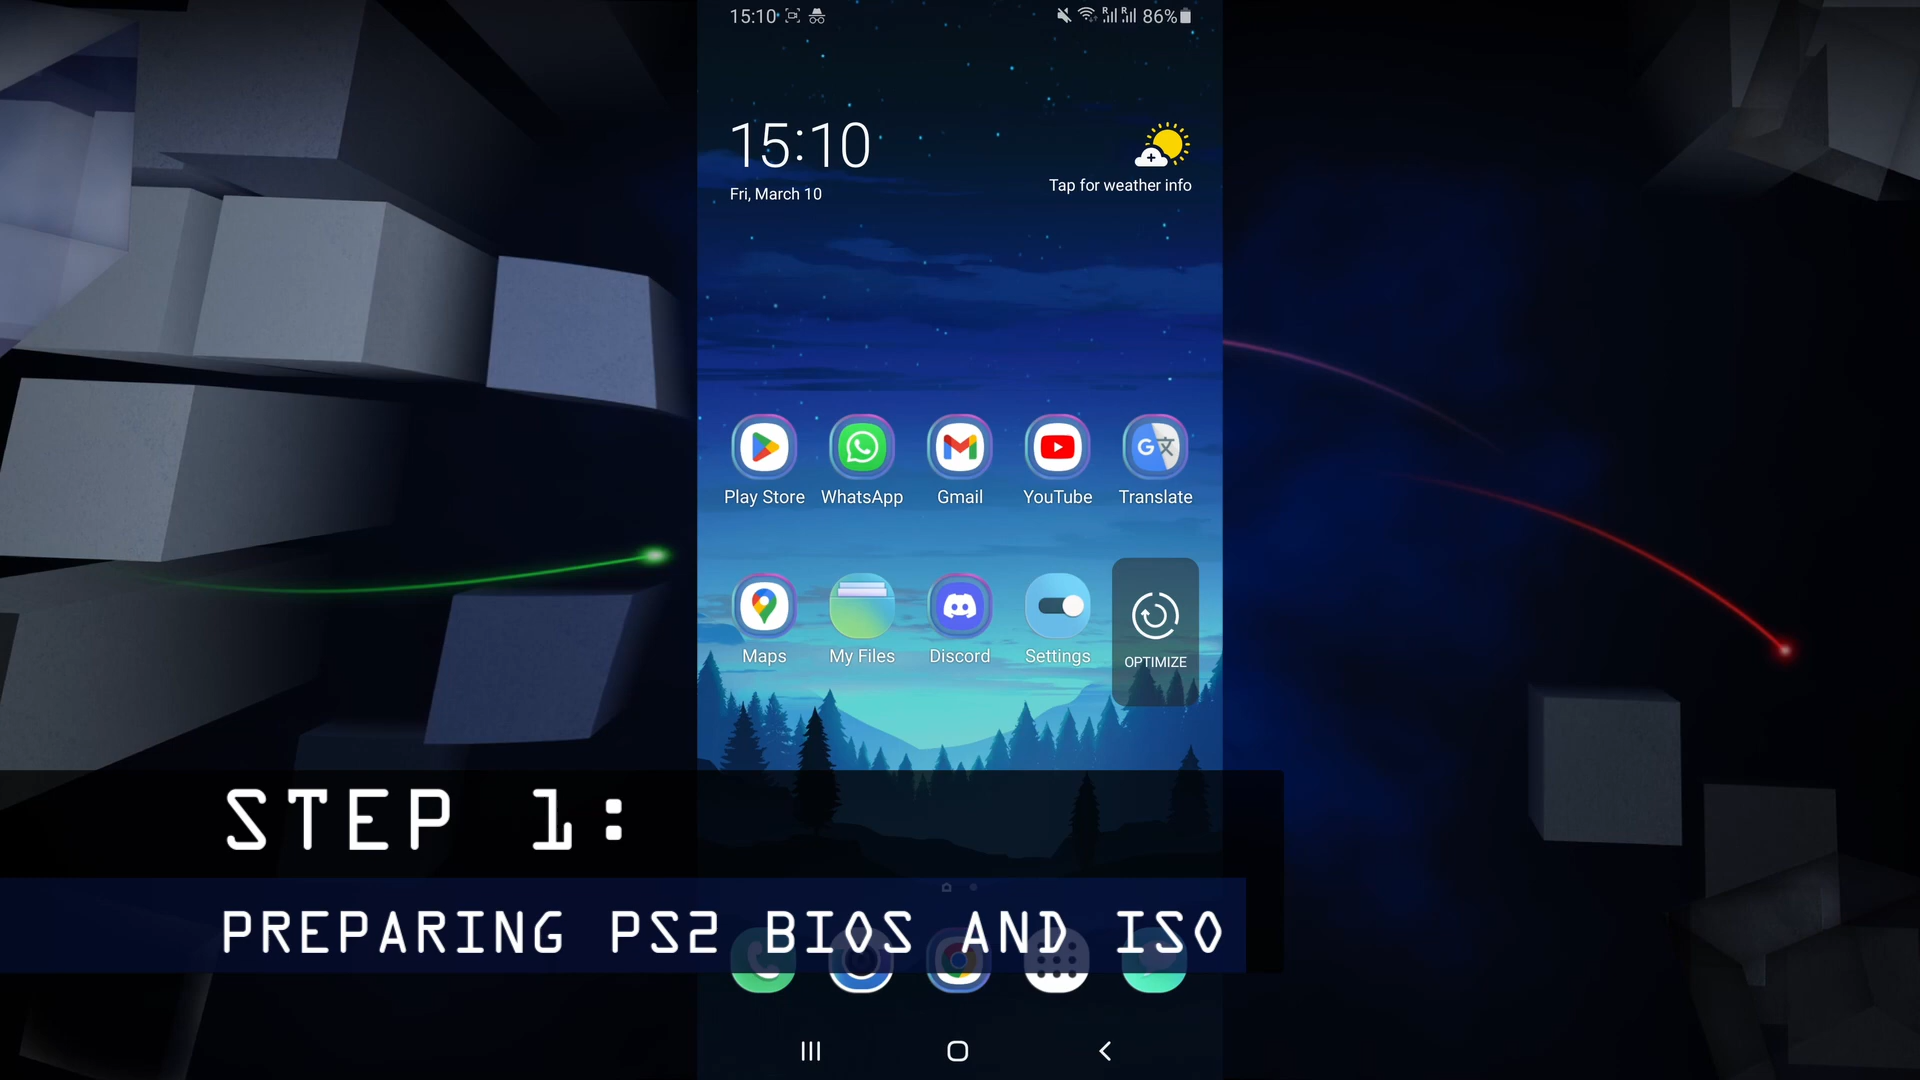 15:10
86%
15:10
Fri, March 10
Tap for weather info
Play Store WhatsApp Gmail YouTube Translate
Maps My Files Discord Settings OPTIMIZE
STEP 1:
PREPARING PS2 BIOS AND ISO